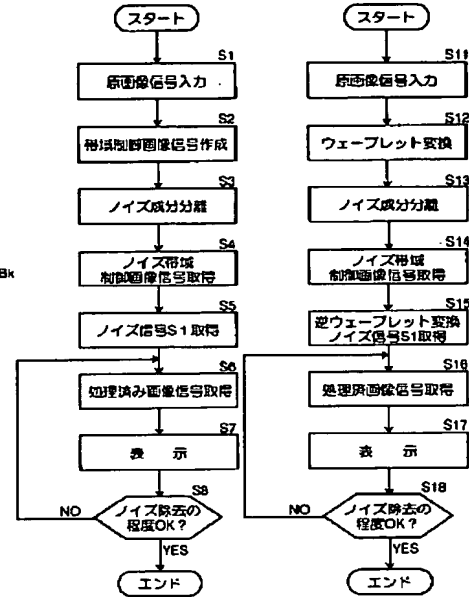 スタート
S1
原画像信号入力
S2
帯域制限画像信号作成
S3
ノイズ成分分離
S4
ノイズ帯域
制御画像信号取得
S5
ノイズ信号S1取得
S6
処理済み画像信号取得
S7
表 示
S8
ノイズ除去の
程度OK?
NO
YES
エンド
Bk
スタート
S11
原画像信号入力
S12
ウェーブレット変換
S13
ノイズ成分分離
S14
ノイズ帯域
制御画像信号取得
S15
逆ウェーブレット変換
ノイズ信号S1取得
S16
処理済画像信号取得
S17
表 示
S18
ノイズ除去の
程度OK?
NO
YES
エンド